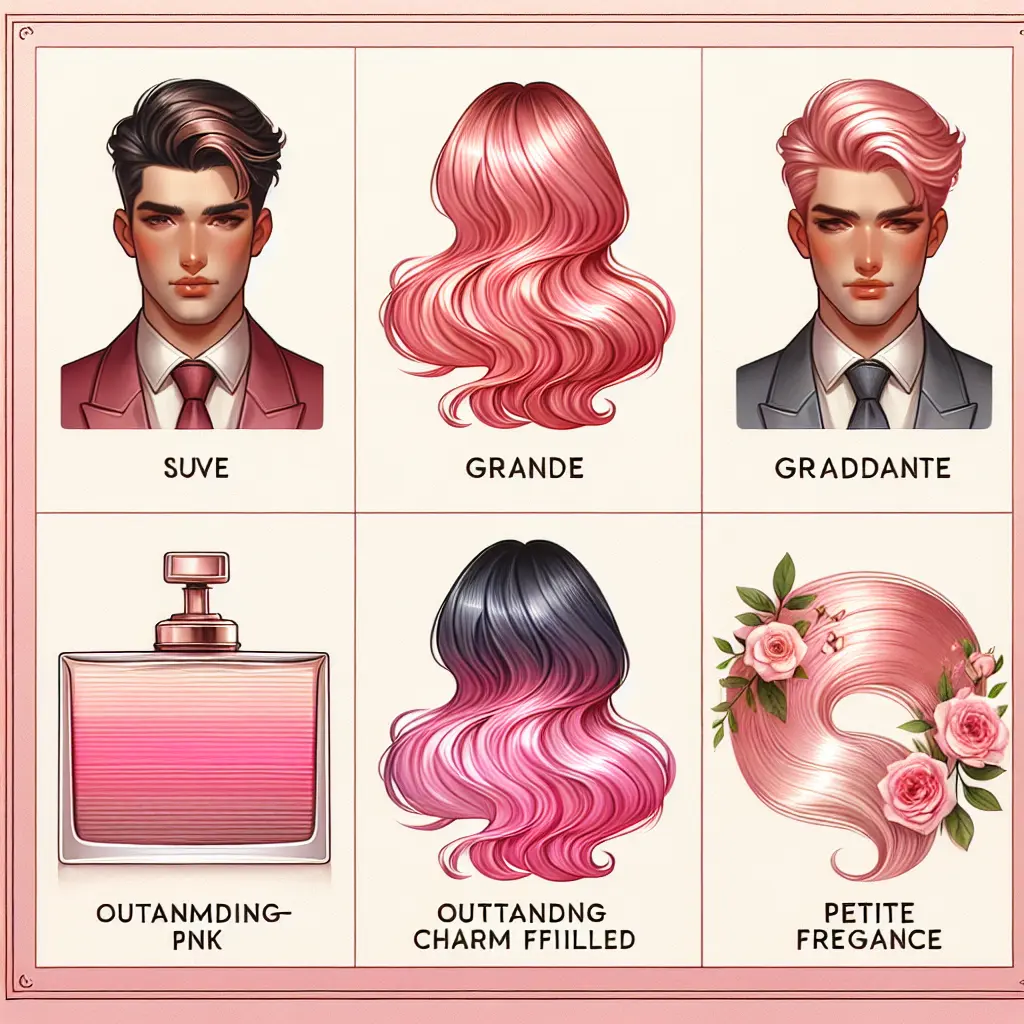 SUVE
GRANDE
GRADDANTE
OUTANMDING-
PNK
OUTTANDNG
CHARM FFIILLED
PETITE
FREGANCE